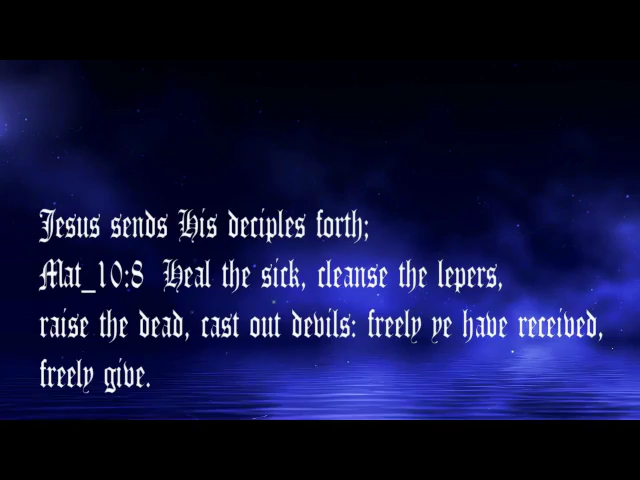 Jesus sends His deciples forth;
Mat_10:8 Heal the sick, cleanse the lepers,
raise the dead, cast out devils: freely ye have received,
freely give.